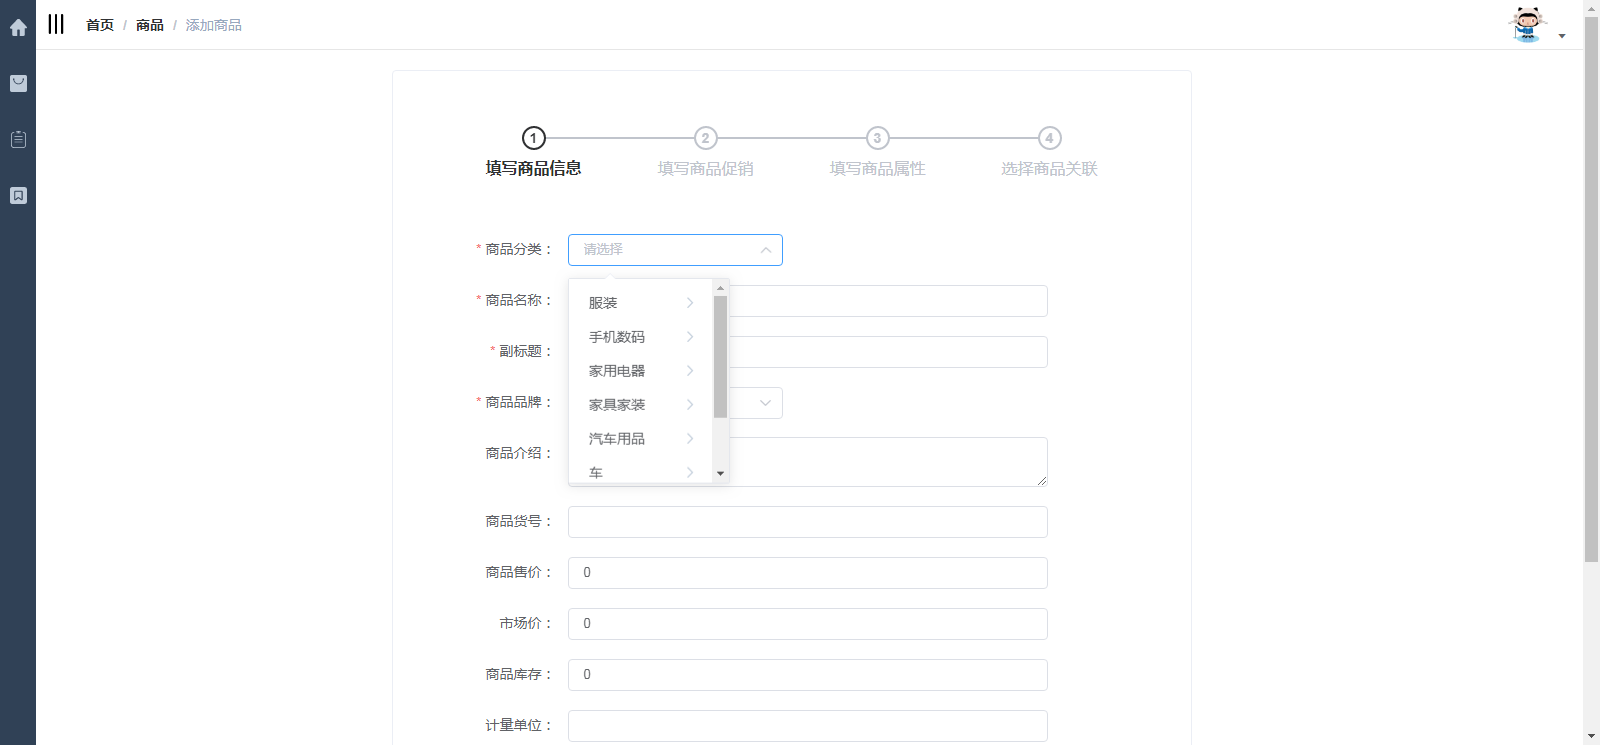 首页 / 商品 / 添加商品
1 2 3 4
填写商品信息 填写商品促销 填写商品属性 选择商品关联
* 商品分类： 请选择
服装
* 商品名称：
手机数码
* 副标题：
家用电器
* 商品品牌：
家具家装
汽车用品
商品介绍：
车
商品货号：
商品售价： 0
市场价： 0
商品库存： 0
计量单位：